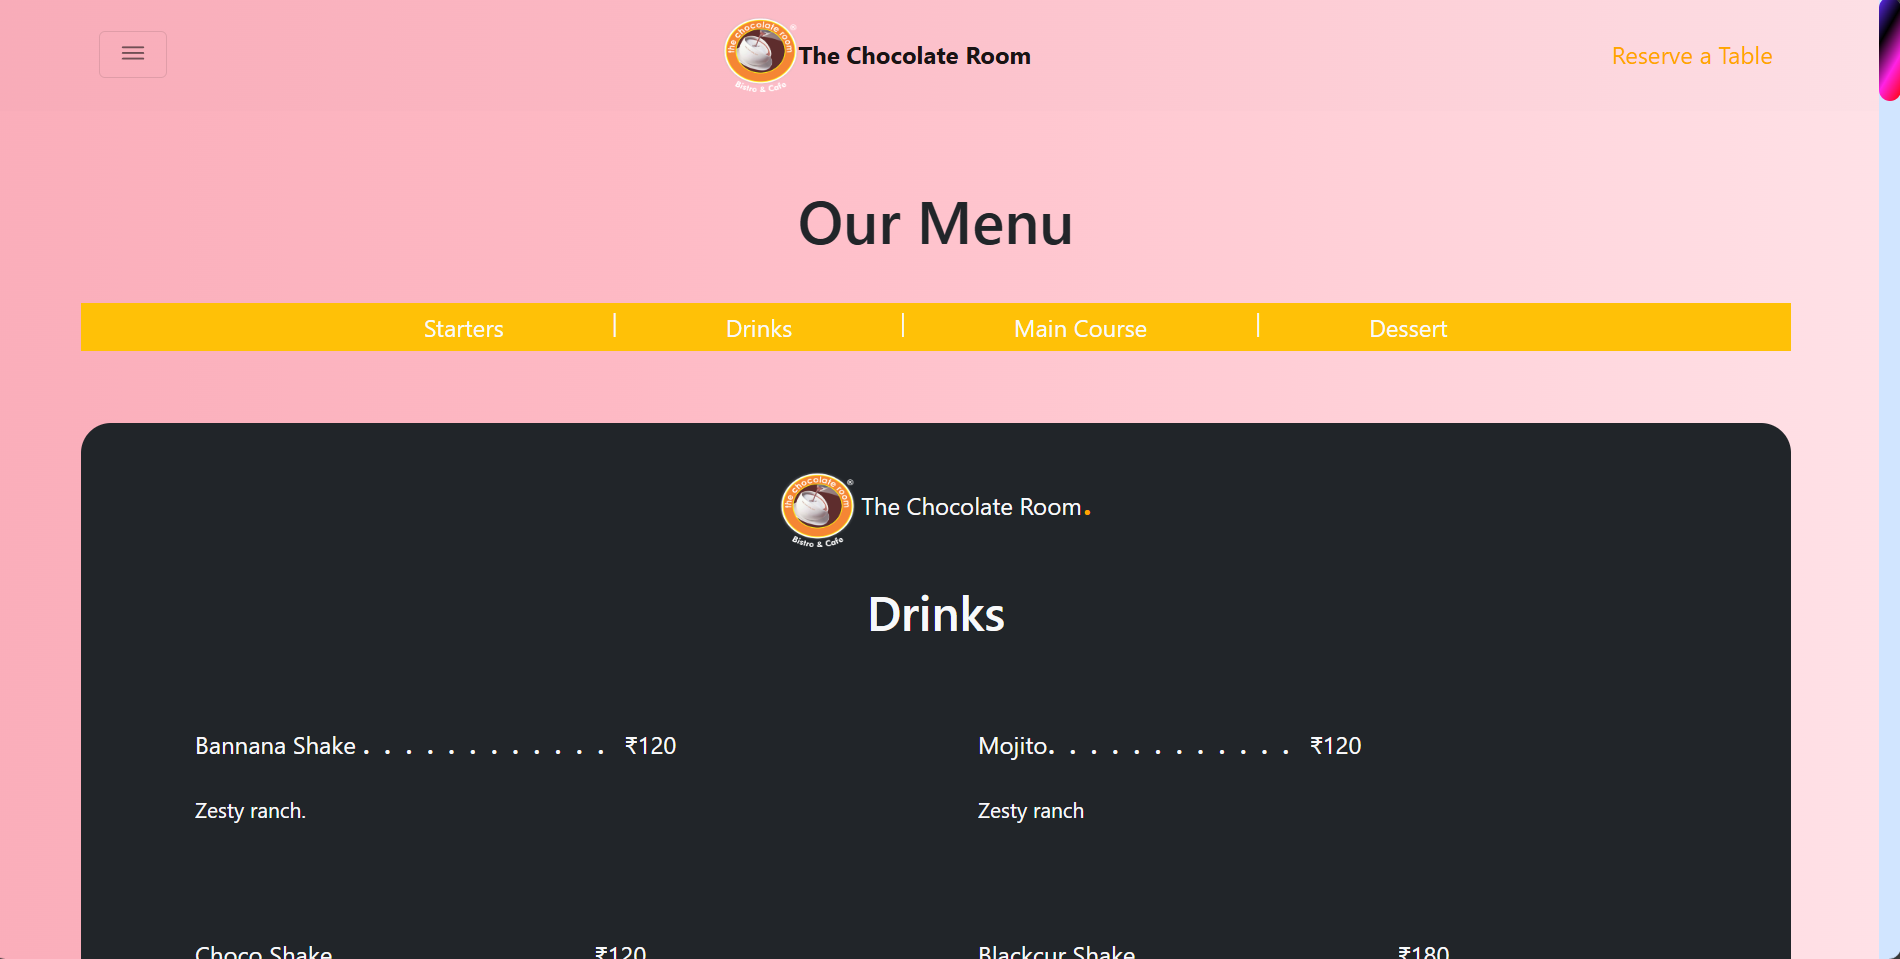 the chocolate room ®
Bistro & Cafe
The Chocolate Room
Reserve a Table
Our Menu
Starters | Drinks | Main Course | Dessert
the chocolate room ®
Bistro & Cafe
The Chocolate Room.
Drinks
Bannana Shake . . . . . . . . . . . . ₹120
Mojito. . . . . . . . . . . . ₹120
Zesty ranch.
Zesty ranch
Choco Shake ₹120
Blackcur Shake ₹180